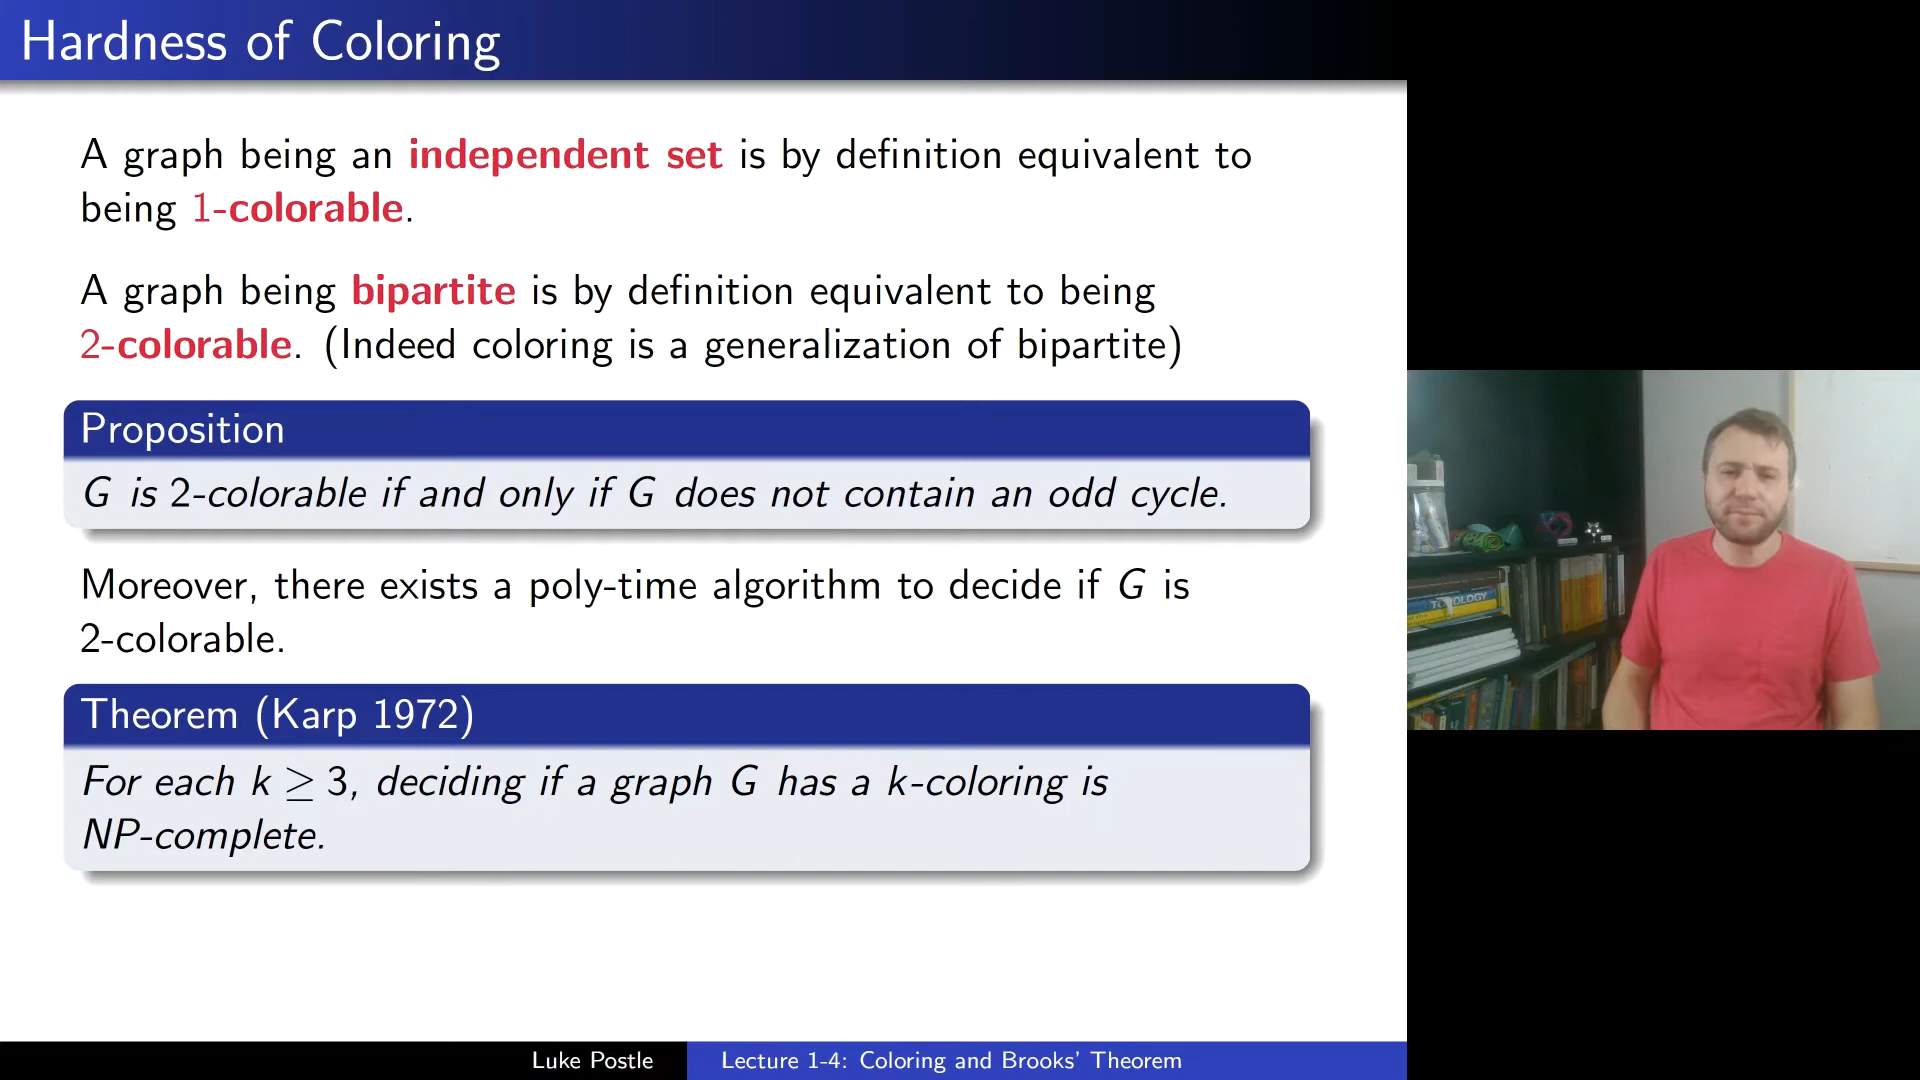 Hardness of Coloring
A graph being an independent set is by definition equivalent to
being 1-colorable.
A graph being bipartite is by definition equivalent to being
2-colorable. (Indeed coloring is a generalization of bipartite)
Proposition
G is 2-colorable if and only if G does not contain an odd cycle.
Moreover, there exists a poly-time algorithm to decide if G is
2-colorable.
Theorem (Karp 1972)
For each k ≥ 3, deciding if a graph G has a k-coloring is
NP-complete.
TOPOLOGY
Luke Postle
Lecture 1-4: Coloring and Brooks' Theorem